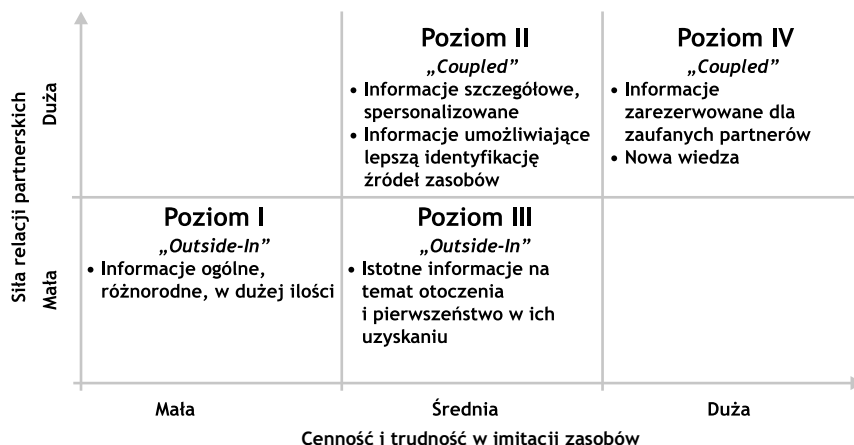 Siła relacji partnerskich
Duża
Mała
Poziom II
„Coupled”
• Informacje szczegółowe,
spersonalizowane
• Informacje umożliwiające
lepszą identyfikację
źródeł zasobów
Poziom IV
„Coupled”
• Informacje
zarezerwowane dla
zaufanych partnerów
• Nowa wiedza
Poziom I
„Outside-In”
• Informacje ogólne,
różnorodne, w dużej ilości
Poziom III
„Outside-In”
• Istotne informacje na
temat otoczenia
i pierwszeństwo w ich
uzyskaniu
Mała
Średnia
Duża
Cenność i trudność w imitacji zasobów